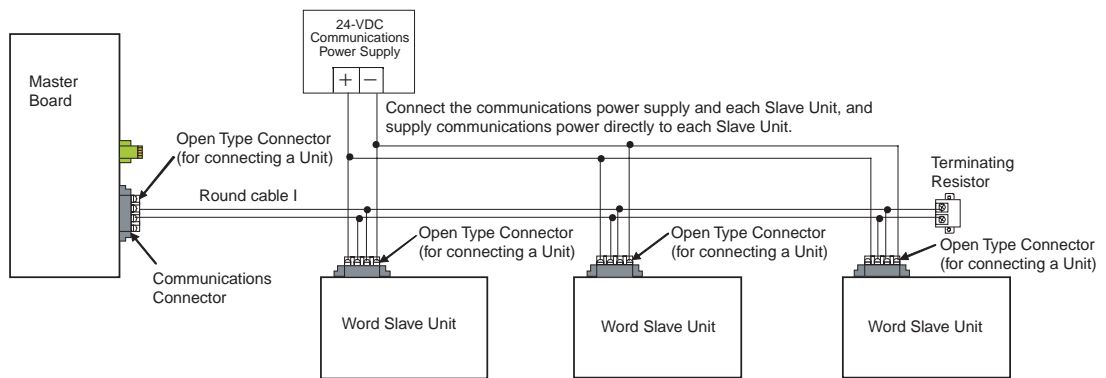 24-VDC
Communications
Power Supply
+ −
Master
Board
Connect the communications power supply and each Slave Unit, and
supply communications power directly to each Slave Unit.
Open Type Connector
(for connecting a Unit)
Terminating
Resistor
Round cable I
Open Type Connector
(for connecting a Unit)
Open Type Connector
(for connecting a Unit)
Open Type Connector
(for connecting a Unit)
Communications
Connector
Word Slave Unit
Word Slave Unit
Word Slave Unit